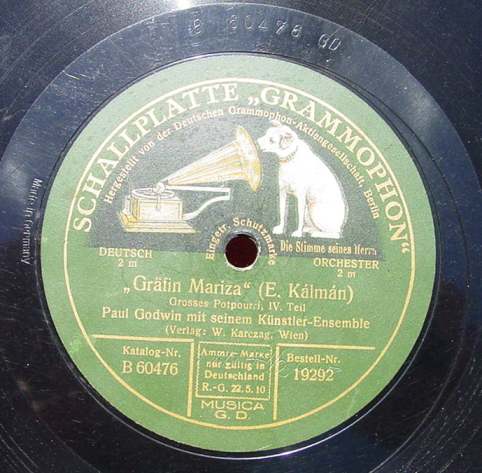 B 60476 GD
SCHALLPLATTE „GRAMMOPHON“
Hergestellt von der Deutschen Grammophon-Aktiengesellschaft, Berlin
Made in Germany
Eingetr. Schutzmarke
Die Stimme seines Herrn
DEUTSCH
2 m
ORCHESTER
2 m
„Gräfin Mariza“ (E. Kálmán)
Grosses Potpourri, IV. Teil
Paul Godwin mit seinem Künstler-Ensemble
(Verlag: W. Karczag, Wien)
Katalog-Nr.
B 60476
Ammre-Marke
nur gültig in
Deutschland
R.-G. 22.5.10
Bestell-Nr.
19292
MUSICA
G. D.